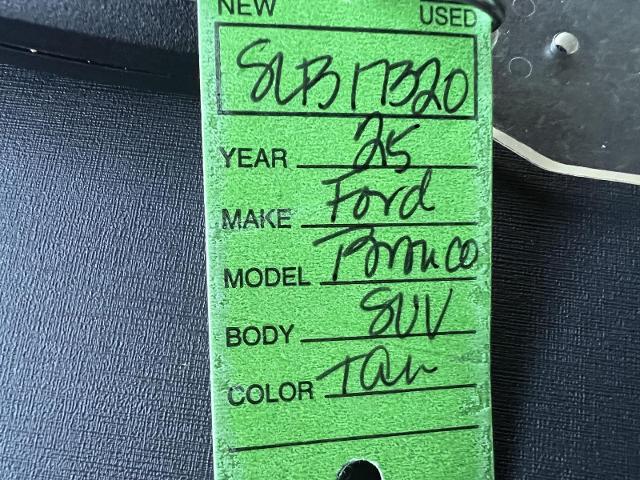 NEW USED
SLB17320
YEAR 25
MAKE Ford
MODEL Bronco
BODY SUV
COLOR Tan